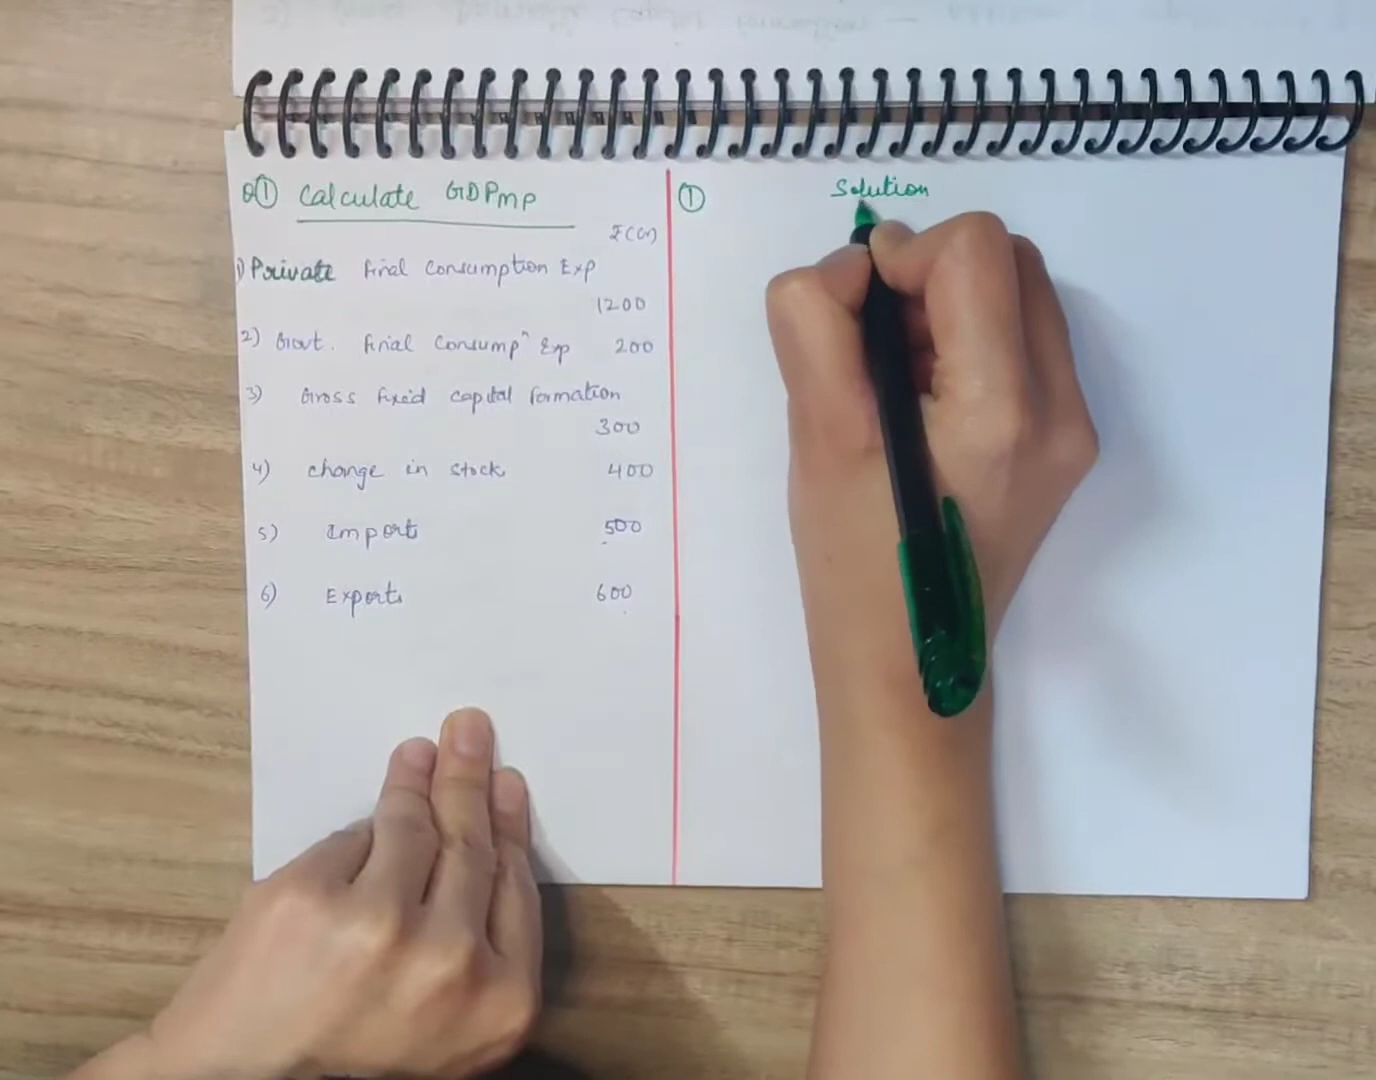 Q① Calculate GDPMP
₹(Cr)
1) Private Final Consumption Exp
1200
2) Govt. Final Consumpⁿ Exp 200
3) Gross fixed capital formation
300
4) change in stock 400
5) Import 500
6) Exports 600
① Solution